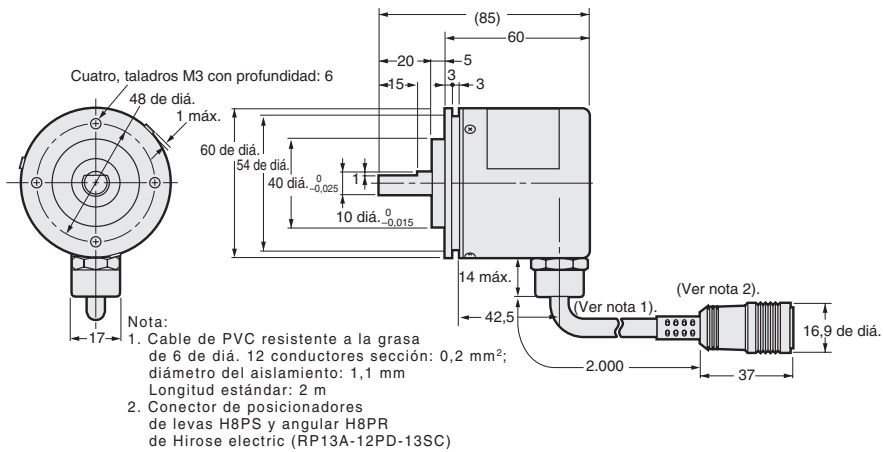 (85)
60
20
5
15
3
3
Cuatro, taladros M3 con profundidad: 6
48 de diá.
1 máx.
60 de diá.
54 de diá.
40 diá. 0 −0,025
1
10 diá. 0 −0,015
14 máx.
(Ver nota 1).
(Ver nota 2).
42,5
16,9 de diá.
17
2.000
37
Nota:
1. Cable de PVC resistente a la grasa
de 6 de diá. 12 conductores sección: 0,2 mm²;
diámetro del aislamiento: 1,1 mm
Longitud estándar: 2 m
2. Conector de posicionadores
de levas H8PS y angular H8PR
de Hirose electric (RP13A-12PD-13SC)